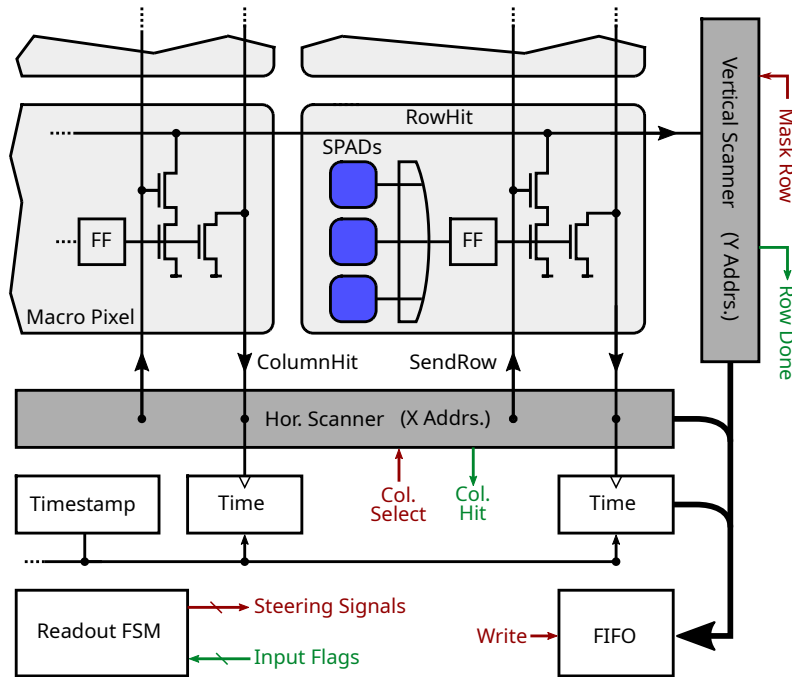 RowHit
SPADs
FF
FF
Macro Pixel
Vertical Scanner (Y Addrs.)
Mask Row
Row Done
ColumnHit
SendRow
Hor. Scanner (X Addrs.)
Timestamp
Time
Col.
Select
Col.
Hit
Time
Readout FSM
Steering Signals
Input Flags
Write
FIFO